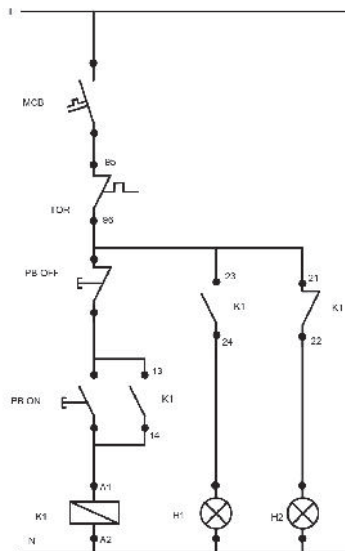 MCB
95
TOR
96
PB OFF
23
21
K1
K1
24
22
13
PB ON
K1
14
A1
K1
H1
H2
N
A2